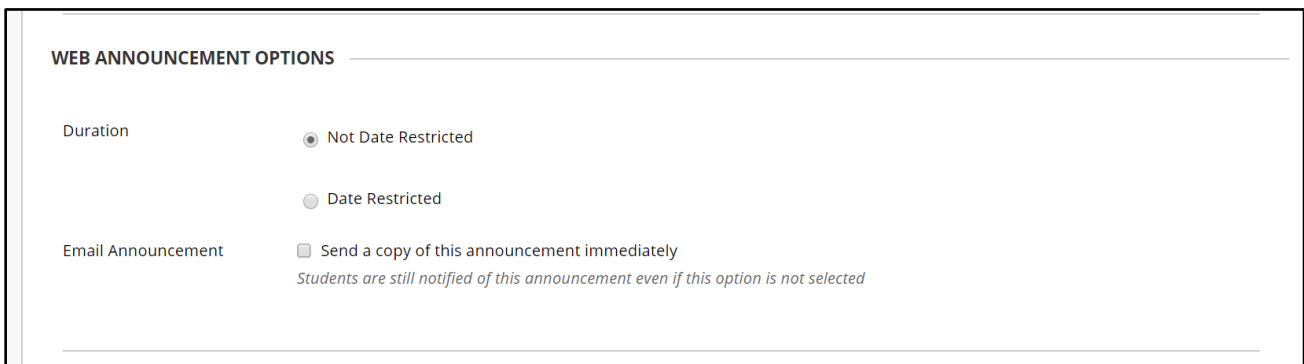 WEB ANNOUNCEMENT OPTIONS
Duration
Not Date Restricted
Date Restricted
Email Announcement
Send a copy of this announcement immediately
Students are still notified of this announcement even if this option is not selected